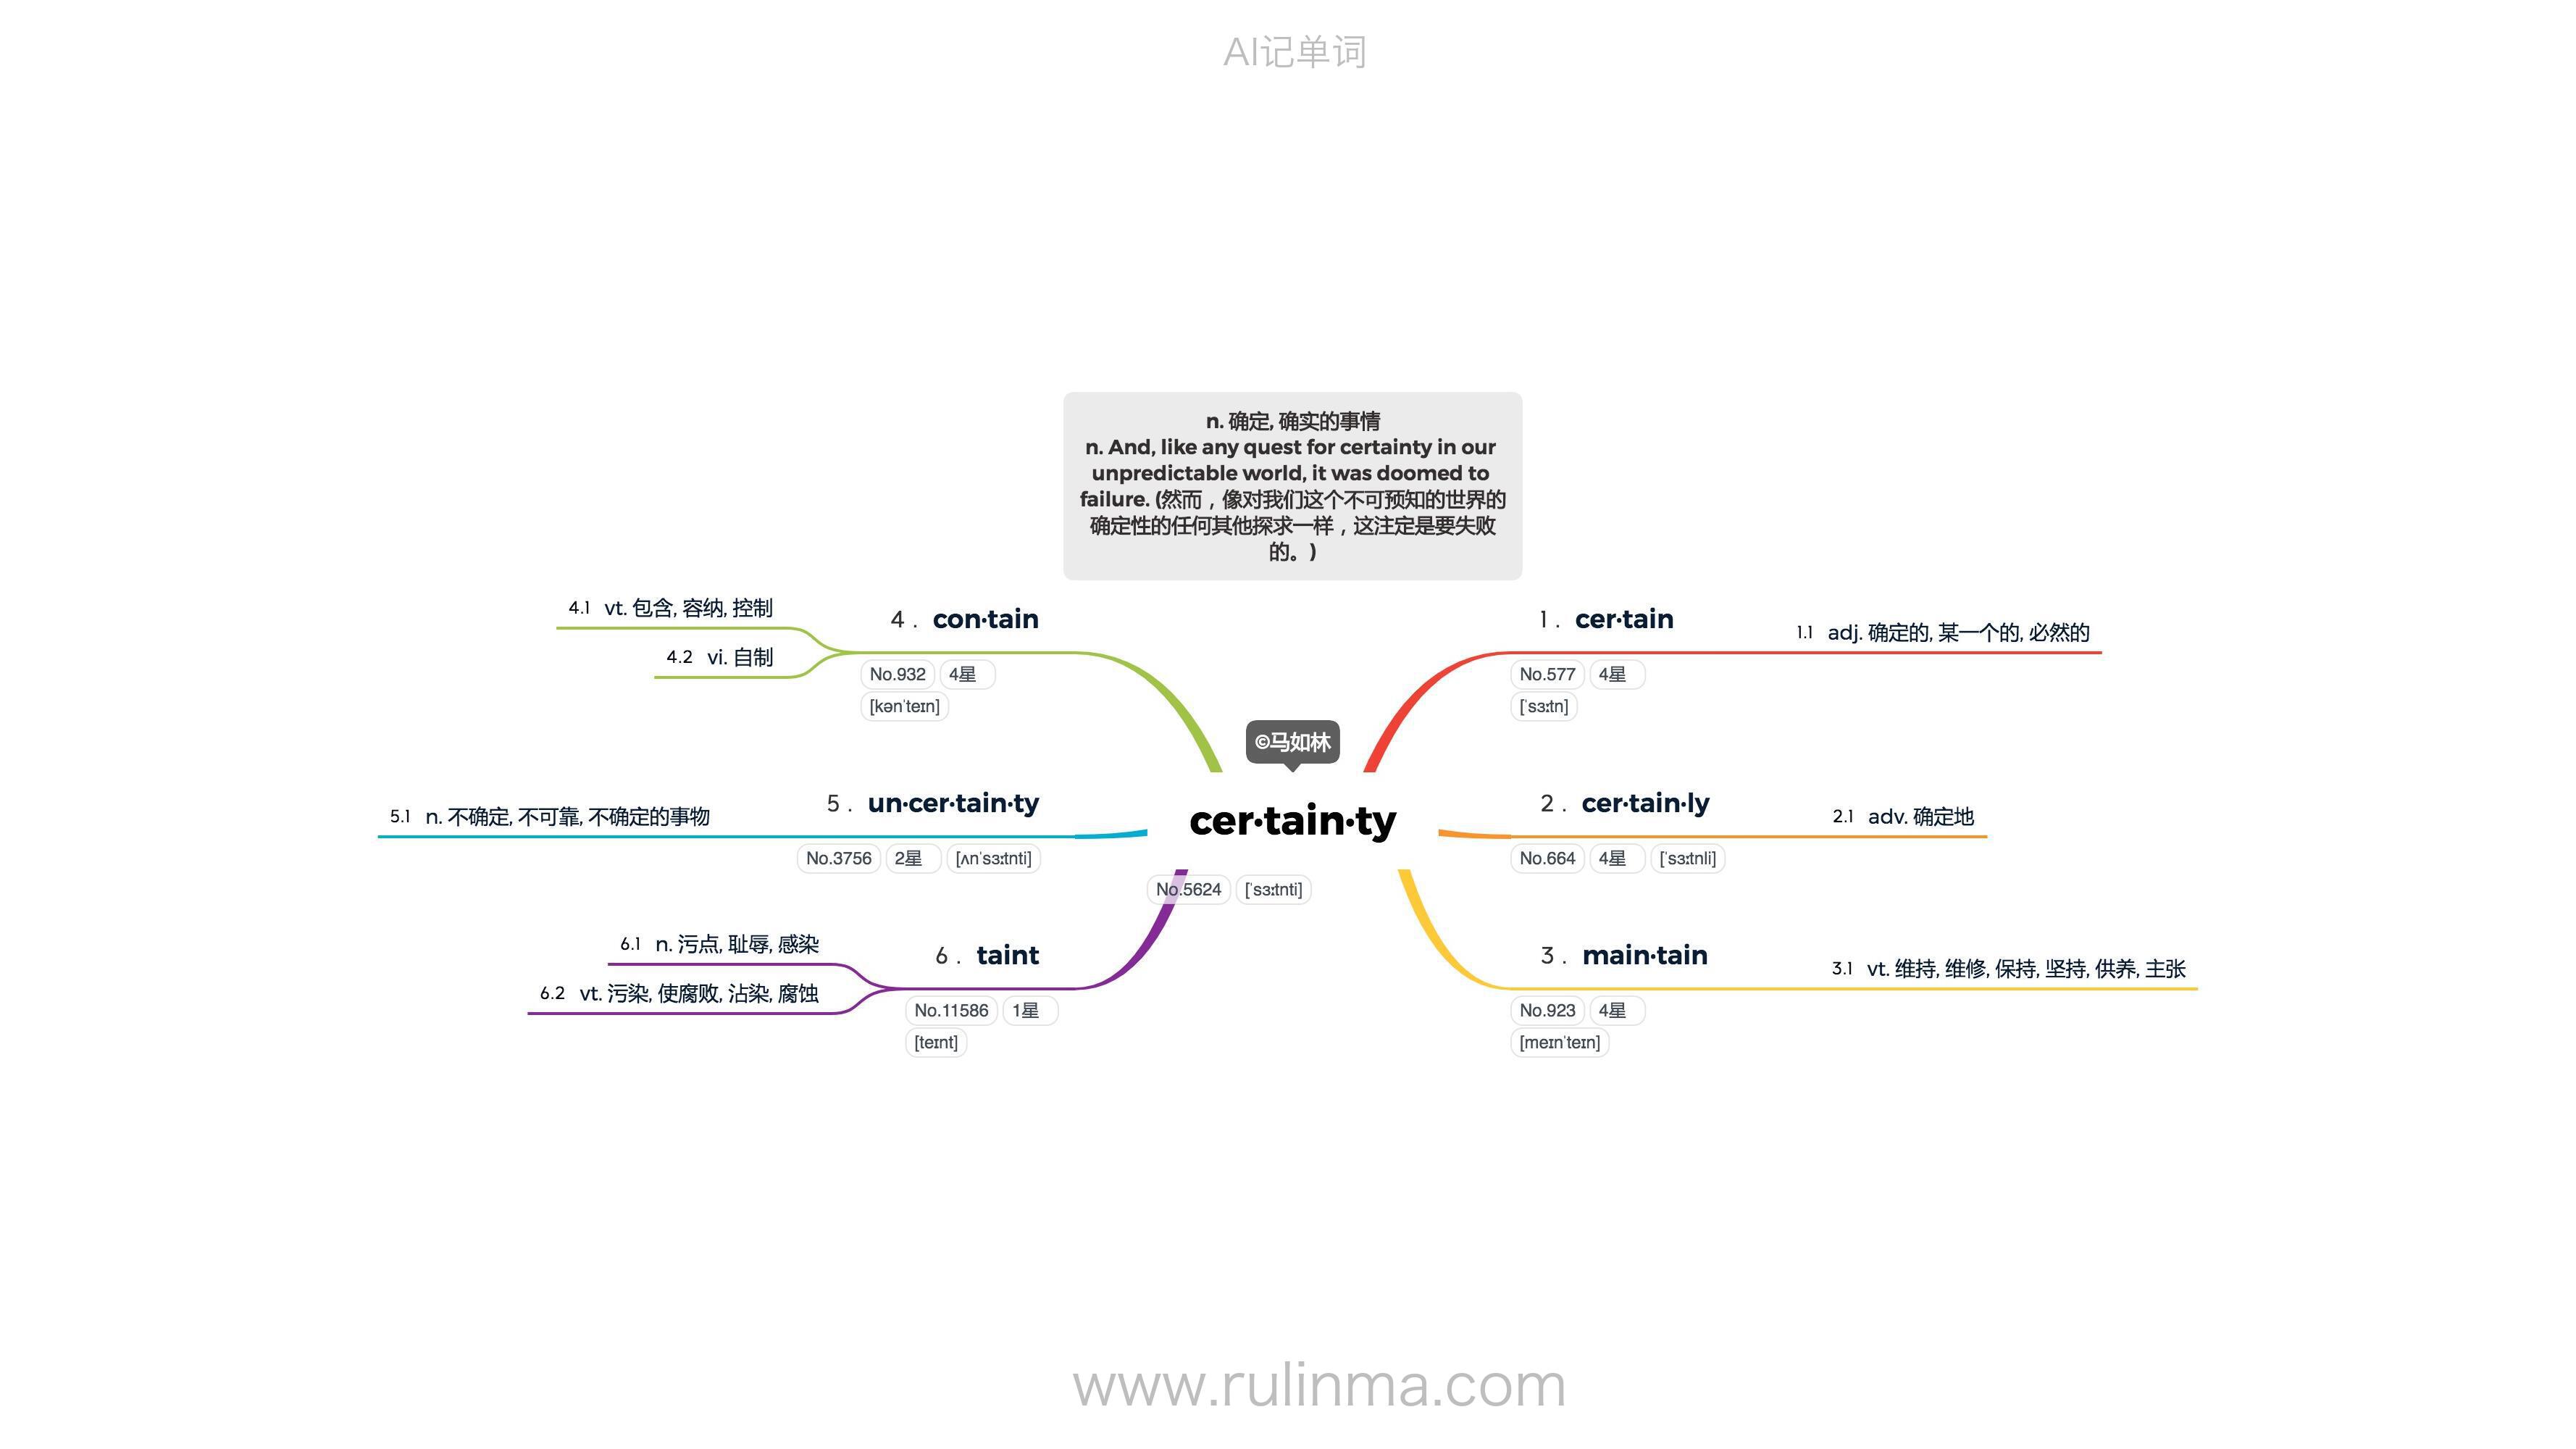 AI记单词
n. 确定, 确实的事情
n. And, like any quest for certainty in our
unpredictable world, it was doomed to
failure. (然而，像对我们这个不可预知的世界的
确定性的任何其他探求一样，这注定是要失败
的。)
©马如林
cer·tain·ty
No.5624 [ˈsɜːtnti]
1 . cer·tain
No.577 4星
[ˈsɜːtn]
1.1 adj. 确定的, 某一个的, 必然的
2 . cer·tain·ly
No.664 4星 [ˈsɜːtnli]
2.1 adv. 确定地
3 . main·tain
No.923 4星
[meɪnˈteɪn]
3.1 vt. 维持, 维修, 保持, 坚持, 供养, 主张
4 . con·tain
No.932 4星
[kənˈteɪn]
4.1 vt. 包含, 容纳, 控制
4.2 vi. 自制
5 . un·cer·tain·ty
No.3756 2星 [ʌnˈsɜːtnti]
5.1 n. 不确定, 不可靠, 不确定的事物
6 . taint
No.11586 1星
[teɪnt]
6.1 n. 污点, 耻辱, 感染
6.2 vt. 污染, 使腐败, 沾染, 腐蚀
www.rulinma.com